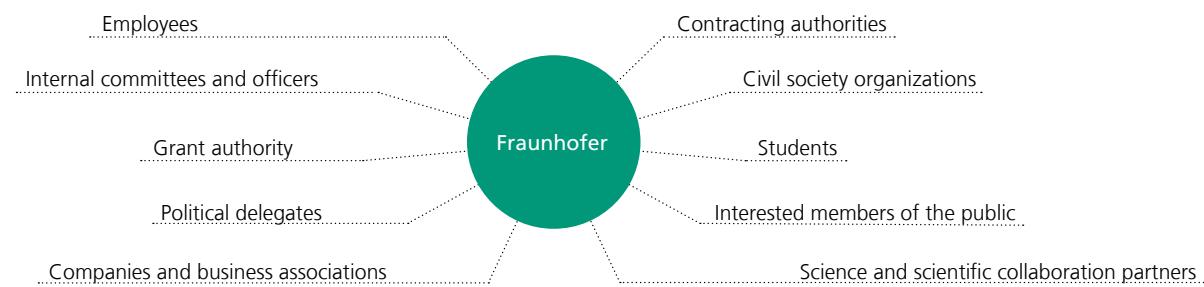 Employees
Contracting authorities
Internal committees and officers
Civil society organizations
Fraunhofer
Grant authority
Students
Political delegates
Interested members of the public
Companies and business associations
Science and scientific collaboration partners